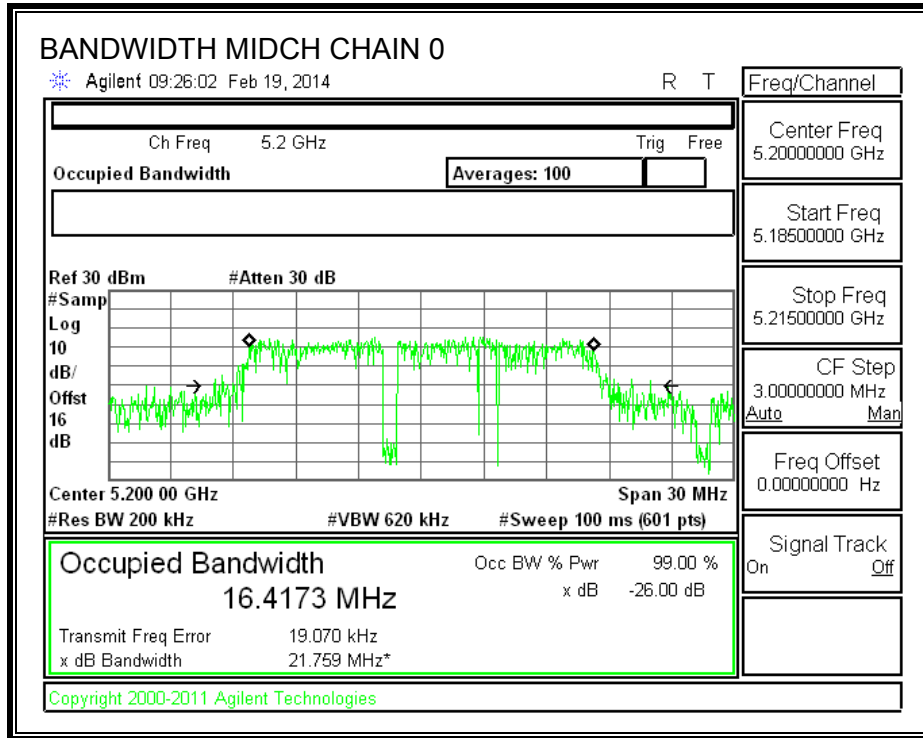 BANDWIDTH MIDCH CHAIN 0
Agilent 09:26:02 Feb 19, 2014 R T
Ch Freq 5.2 GHz Trig Free
Occupied Bandwidth Averages: 100
Ref 30 dBm #Atten 30 dB
#Samp
Log
10
dB/
Offst
16
dB
Center 5.200 00 GHz Span 30 MHz
#Res BW 200 kHz #VBW 620 kHz #Sweep 100 ms (601 pts)
Occupied Bandwidth Occ BW % Pwr 99.00 %
16.4173 MHz x dB -26.00 dB
Transmit Freq Error 19.070 kHz
x dB Bandwidth 21.759 MHz*
Copyright 2000-2011 Agilent Technologies
Freq/Channel
Center Freq
5.20000000 GHz
Start Freq
5.18500000 GHz
Stop Freq
5.21500000 GHz
CF Step
3.00000000 MHz
Auto Man
Freq Offset
0.00000000 Hz
Signal Track
On Off